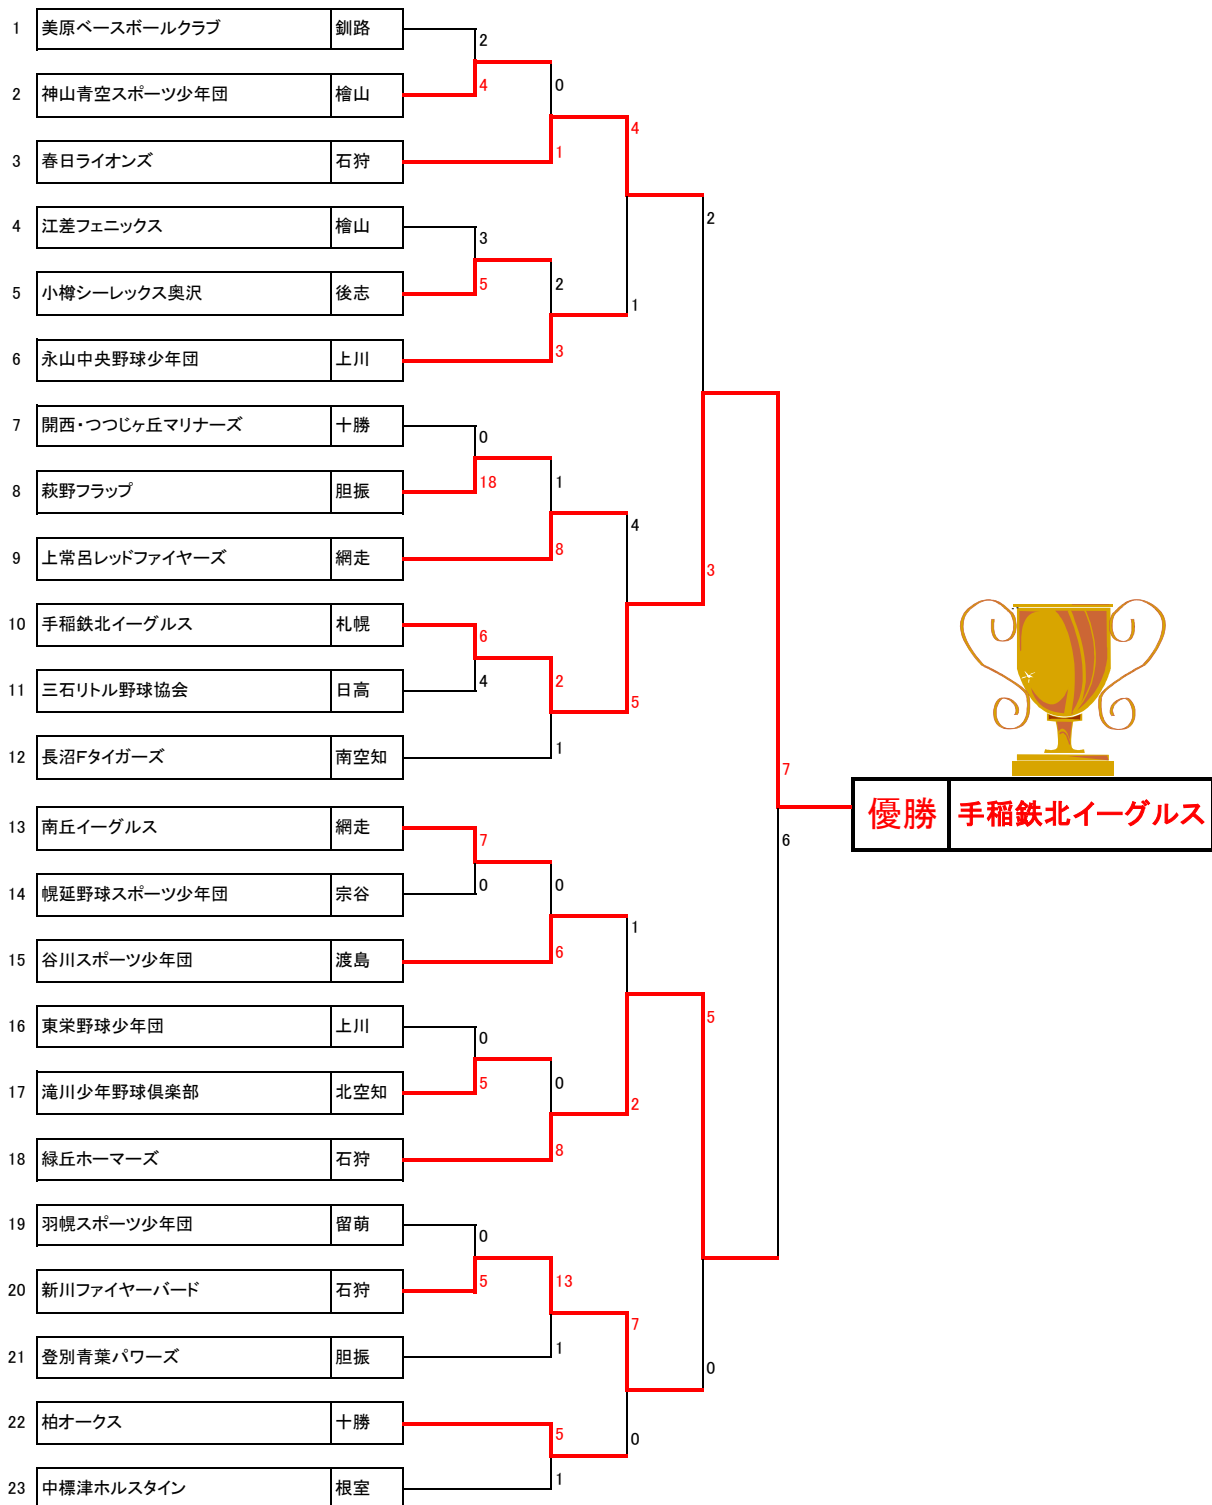 1 美原ベースボールクラブ 釧路
2
2 神山青空スポーツ少年団 檜山
4
0
3 春日ライオンズ 石狩
1
4
4 江差フェニックス 檜山
3
2
5 小樽シーレックス奥沢 後志
5
2
1
6 永山中央野球少年団 上川
3
7 開西・つつじヶ丘マリナーズ 十勝
0
8 萩野フラップ 胆振
18
1
4
9 上常呂レッドファイヤーズ 網走
8
3
10 手稲鉄北イーグルス 札幌
6
11 三石リトル野球協会 日高
4
2
5
12 長沼Fタイガーズ 南空知
1
7
優勝 手稲鉄北イーグルス
13 南丘イーグルス 網走
7
6
14 幌延野球スポーツ少年団 宗谷
0
0
1
15 谷川スポーツ少年団 渡島
6
16 東栄野球少年団 上川
0
5
17 滝川少年野球倶楽部 北空知
5
0
2
18 緑丘ホーマーズ 石狩
8
19 羽幌スポーツ少年団 留萌
0
20 新川ファイヤーバード 石狩
5
13
7
21 登別青葉パワーズ 胆振
1
0
22 柏オークス 十勝
5
0
23 中標津ホルスタイン 根室
1